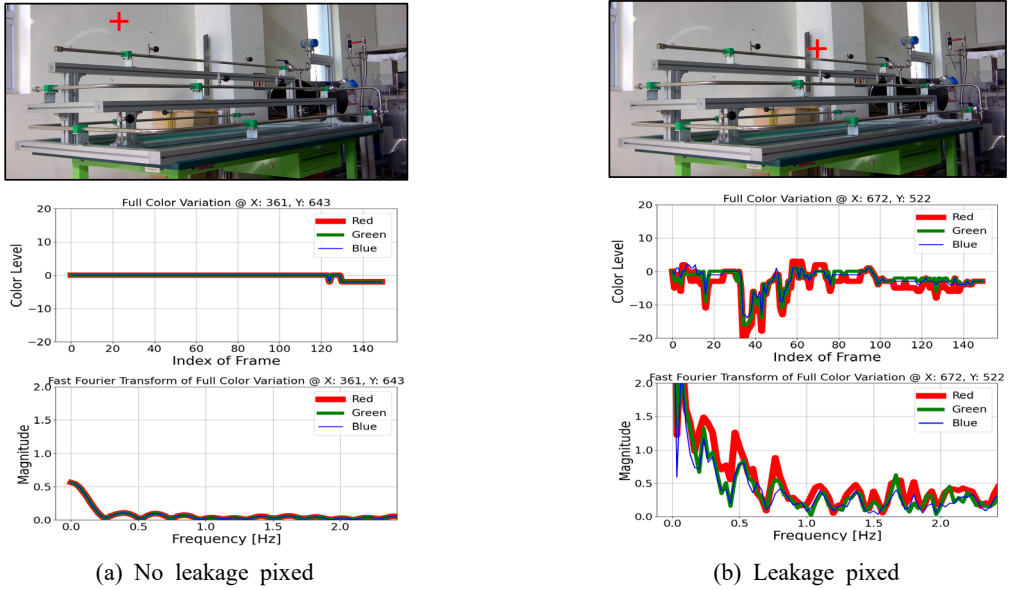 Full Color Variation @ X: 361, Y: 643
20
10
0
−10
−20
Color Level
Red
Green
Blue
0 20 40 60 80 100 120 140
Index of Frame
Fast Fourier Transform of Full Color Variation @ X: 361, Y: 643
2.0
1.5
1.0
0.5
0.0
Magnitude
Red
Green
Blue
0.0 0.5 1.0 1.5 2.0
Frequency [Hz]
(a) No leakage pixed
Full Color Variation @ X: 672, Y: 522
20
10
0
−10
−20
Color Level
Red
Green
Blue
0 20 40 60 80 100 120 140
Index of Frame
Fast Fourier Transform of Full Color Variation @ X: 672, Y: 522
2.0
1.5
1.0
0.5
0.0
Magnitude
Red
Green
Blue
0.0 0.5 1.0 1.5 2.0
Frequency [Hz]
(b) Leakage pixed